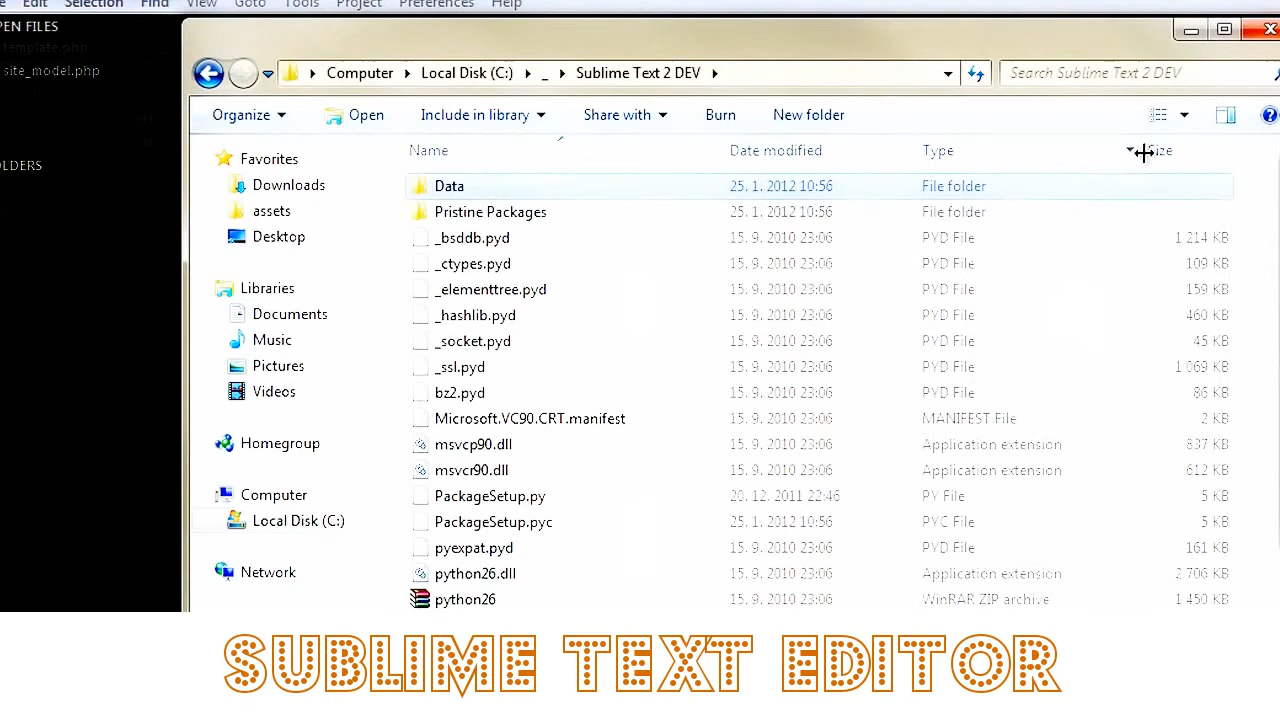 Edit Selection Find View Goto Tools Project Preferences Help
PEN FILES
template.php
site_model.php
OLDERS
Computer Local Disk (C:) _ Sublime Text 2 DEV
Search Sublime Text 2 DEV
Organize Open Include in library Share with Burn New folder
Favorites
Downloads
assets
Desktop
Libraries
Documents
Music
Pictures
Videos
Homegroup
Computer
Local Disk (C:)
Network
Name Date modified Type Size
Data 25. 1. 2012 10:56 File folder
Pristine Packages 25. 1. 2012 10:56 File folder
_bsddb.pyd 15. 9. 2010 23:06 PYD File 1 214 KB
_ctypes.pyd 15. 9. 2010 23:06 PYD File 109 KB
_elementtree.pyd 15. 9. 2010 23:06 PYD File 159 KB
_hashlib.pyd 15. 9. 2010 23:06 PYD File 460 KB
_socket.pyd 15. 9. 2010 23:06 PYD File 45 KB
_ssl.pyd 15. 9. 2010 23:06 PYD File 1 069 KB
bz2.pyd 15. 9. 2010 23:06 PYD File 86 KB
Microsoft.VC90.CRT.manifest 15. 9. 2010 23:06 MANIFEST File 2 KB
msvcp90.dll 15. 9. 2010 23:06 Application extension 837 KB
msvcr90.dll 15. 9. 2010 23:06 Application extension 612 KB
PackageSetup.py 20. 12. 2011 22:46 PY File 5 KB
PackageSetup.pyc 25. 1. 2012 10:56 PYC File 5 KB
pyexpat.pyd 15. 9. 2010 23:06 PYD File 161 KB
python26.dll 15. 9. 2010 23:06 Application extension 2 706 KB
python26 15. 9. 2010 23:06 WinRAR ZIP archive 1 450 KB
SUBLIME TEXT EDITOR